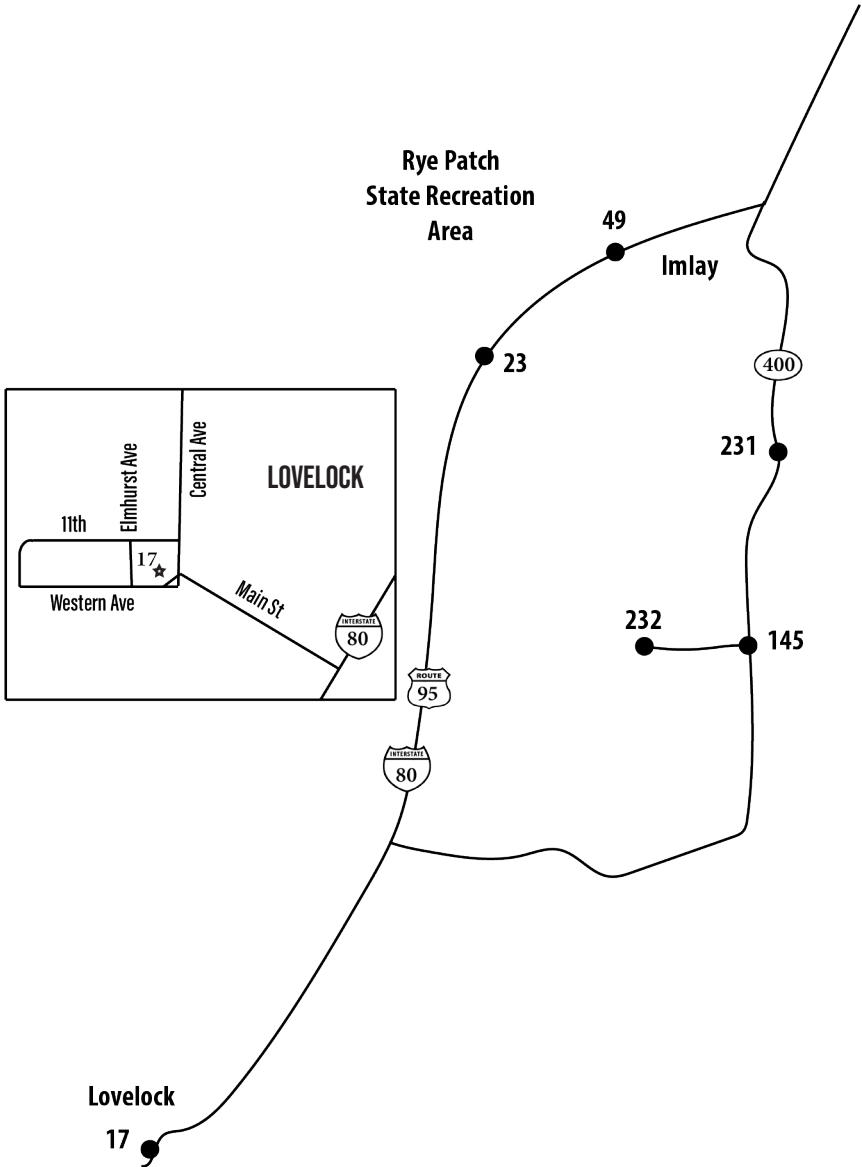 Rye Patch
State Recreation
Area
49
Imlay
23
400
231
Elmhurst Ave
Central Ave
LOVELOCK
11th
17
Western Ave
Main St
INTERSTATE
80
232
145
ROUTE
95
INTERSTATE
80
Lovelock
17